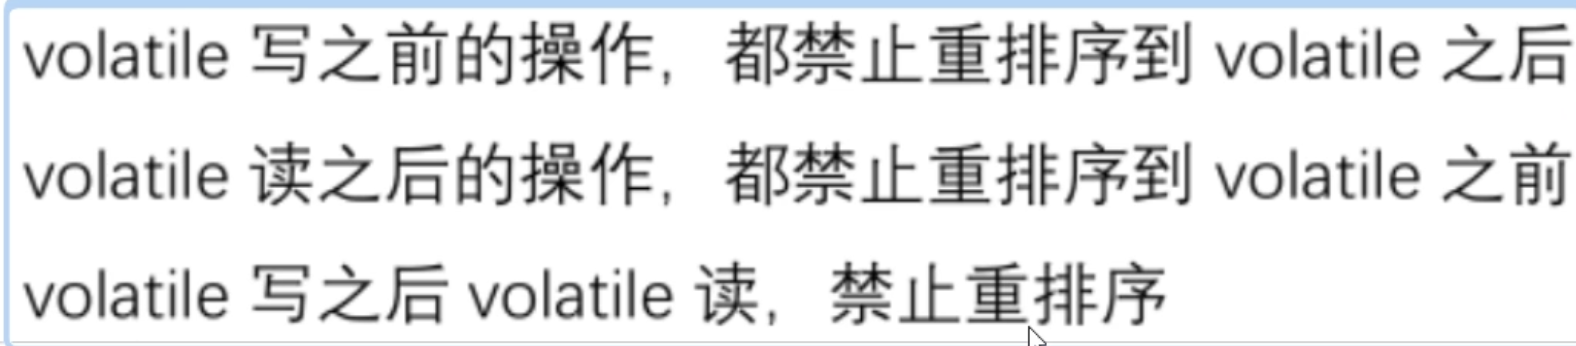 volatile 写之前的操作，都禁止重排序到 volatile 之后
volatile 读之后的操作，都禁止重排序到 volatile 之前
volatile 写之后 volatile 读，禁止重排序